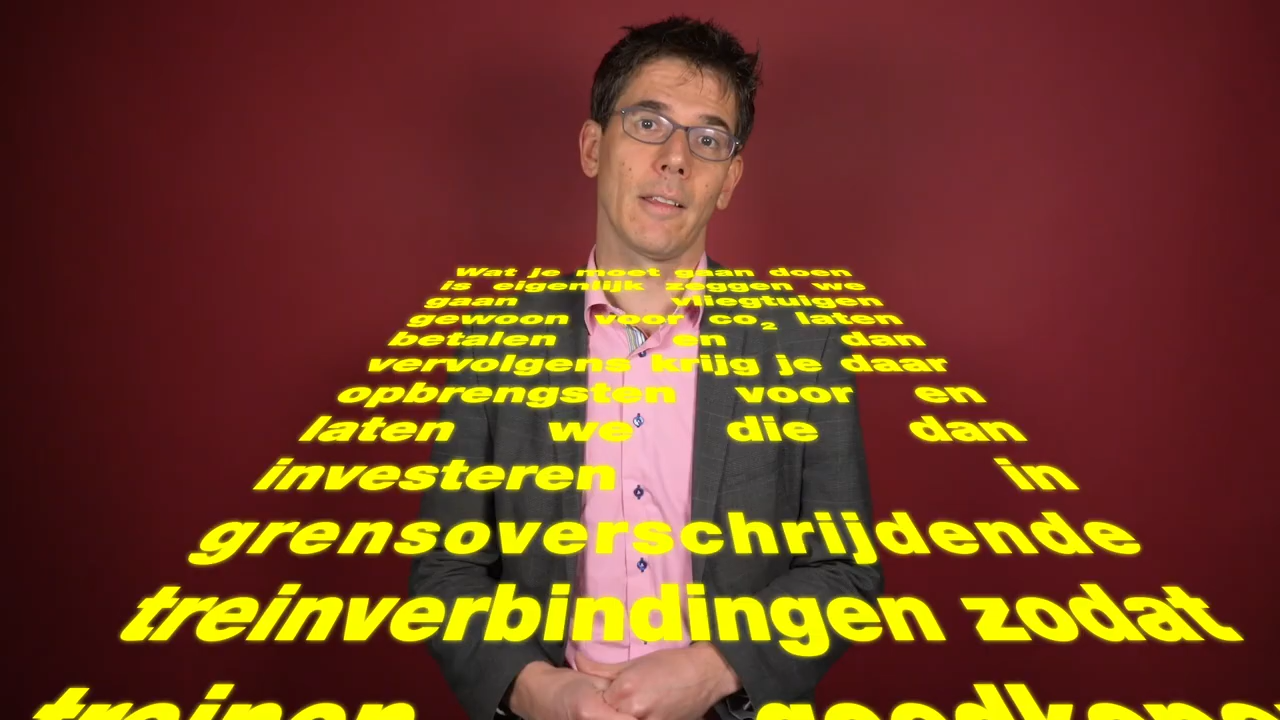 Wat je moet gaan doen
is eigenlijk zeggen we
gaan vliegtuigen
gewoon voor co₂ laten
betalen en dan
vervolgens krijg je daar
opbrengsten voor en
laten we die dan
investeren in
grensoverschrijdende
treinverbindingen zodat
treinen